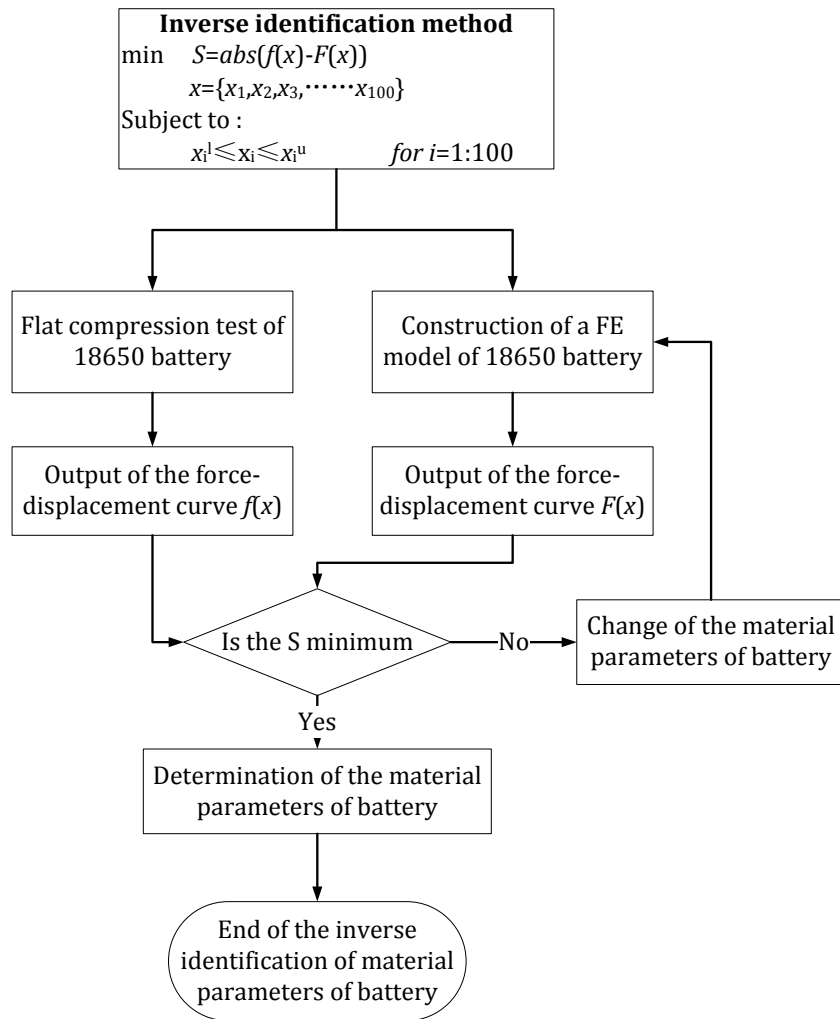 Inverse identification method
min S=abs(f(x)-F(x))
x={x₁,x₂,x₃,······x₁₀₀}
Subject to :
xᵢˡ≤xᵢ≤xᵢᵘ for i=1:100
Flat compression test of
18650 battery
Construction of a FE
model of 18650 battery
Output of the force-
displacement curve f(x)
Output of the force-
displacement curve F(x)
Is the S minimum
No
Change of the material
parameters of battery
Yes
Determination of the material
parameters of battery
End of the inverse
identification of material
parameters of battery